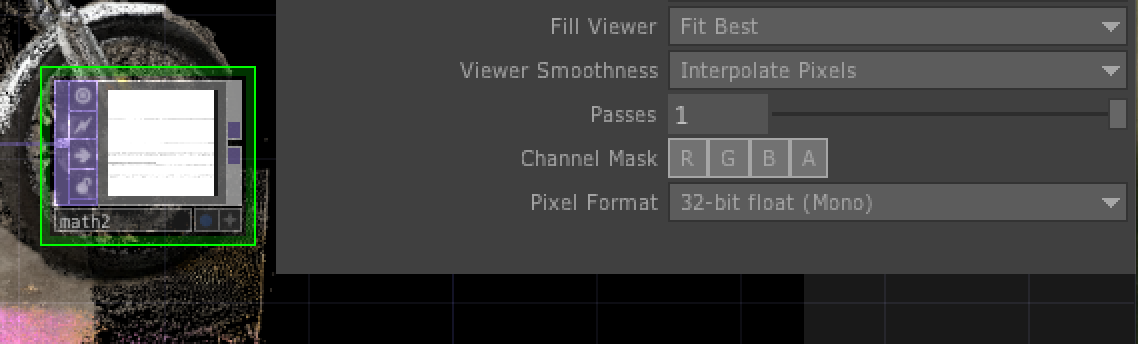 Fill Viewer Fit Best
Viewer Smoothness Interpolate Pixels
Passes 1
Channel Mask R G B A
Pixel Format 32-bit float (Mono)
math2